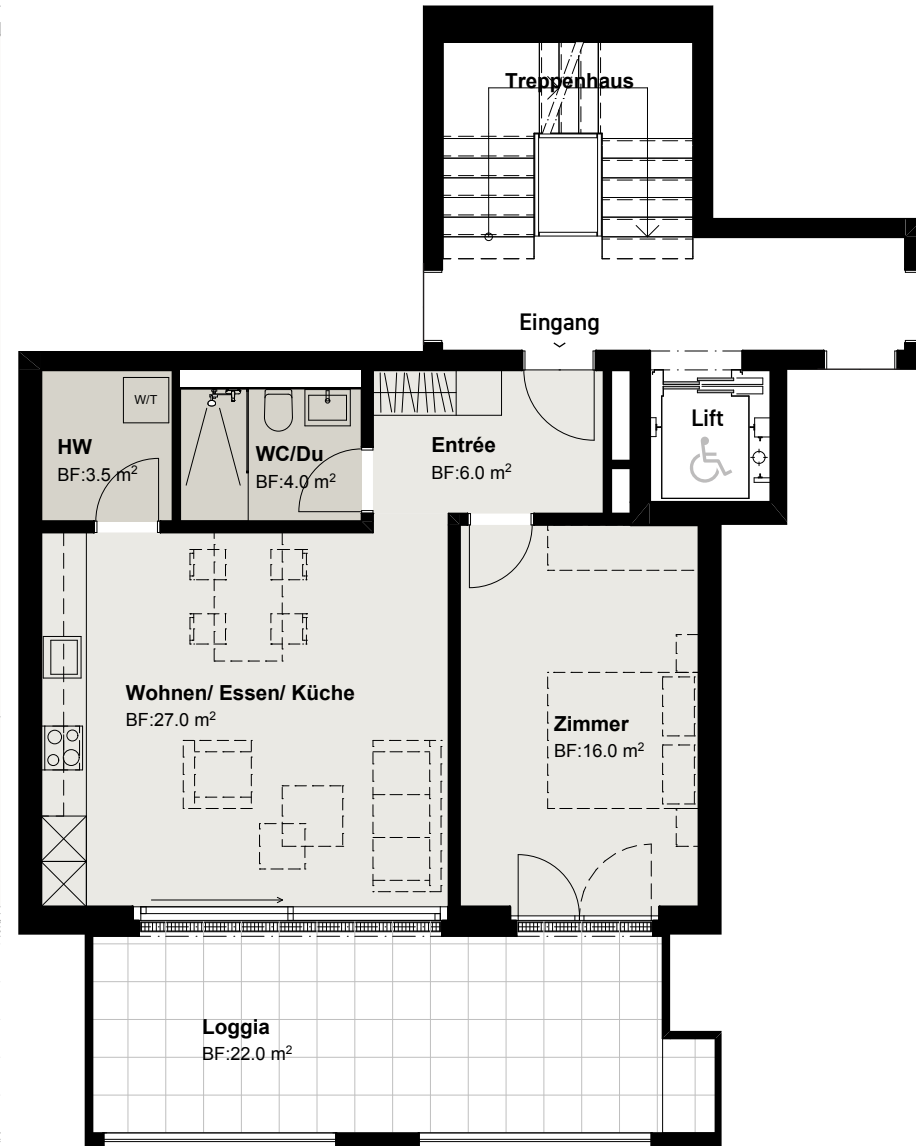 Treppenhaus
Eingang
Lift
W/T
HW
BF:3.5 m²
WC/Du
BF:4.0 m²
Entrée
BF:6.0 m²
Wohnen/ Essen/ Küche
BF:27.0 m²
Zimmer
BF:16.0 m²
Loggia
BF:22.0 m²